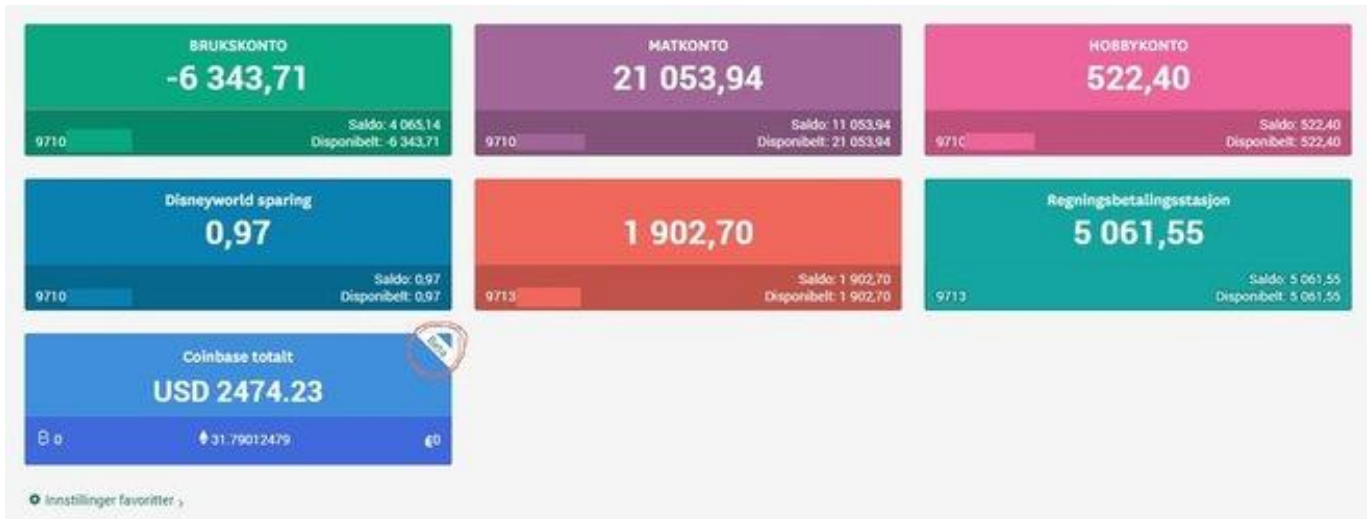 BRUKSKONTO
-6 343,71
Saldo: 4 065,14
9710
Disponibelt: -6 343,71
MATKONTO
21 053,94
Saldo: 11 053,94
9710
Disponibelt: 21 053,94
HOBBYKONTO
522,40
Saldo: 522,40
9710
Disponibelt: 522,40
Disneyworld sparing
0,97
Saldo: 0,97
9710
Disponibelt: 0,97
1 902,70
Saldo: 1 902,70
9713
Disponibelt: 1 902,70
Regningsbetalingsstasjon
5 061,55
Saldo: 5 061,55
9713
Disponibelt: 5 061,55
Beta
Coinbase totalt
USD 2474.23
₿ 0
31.79012479
0
Innstillinger favoritter